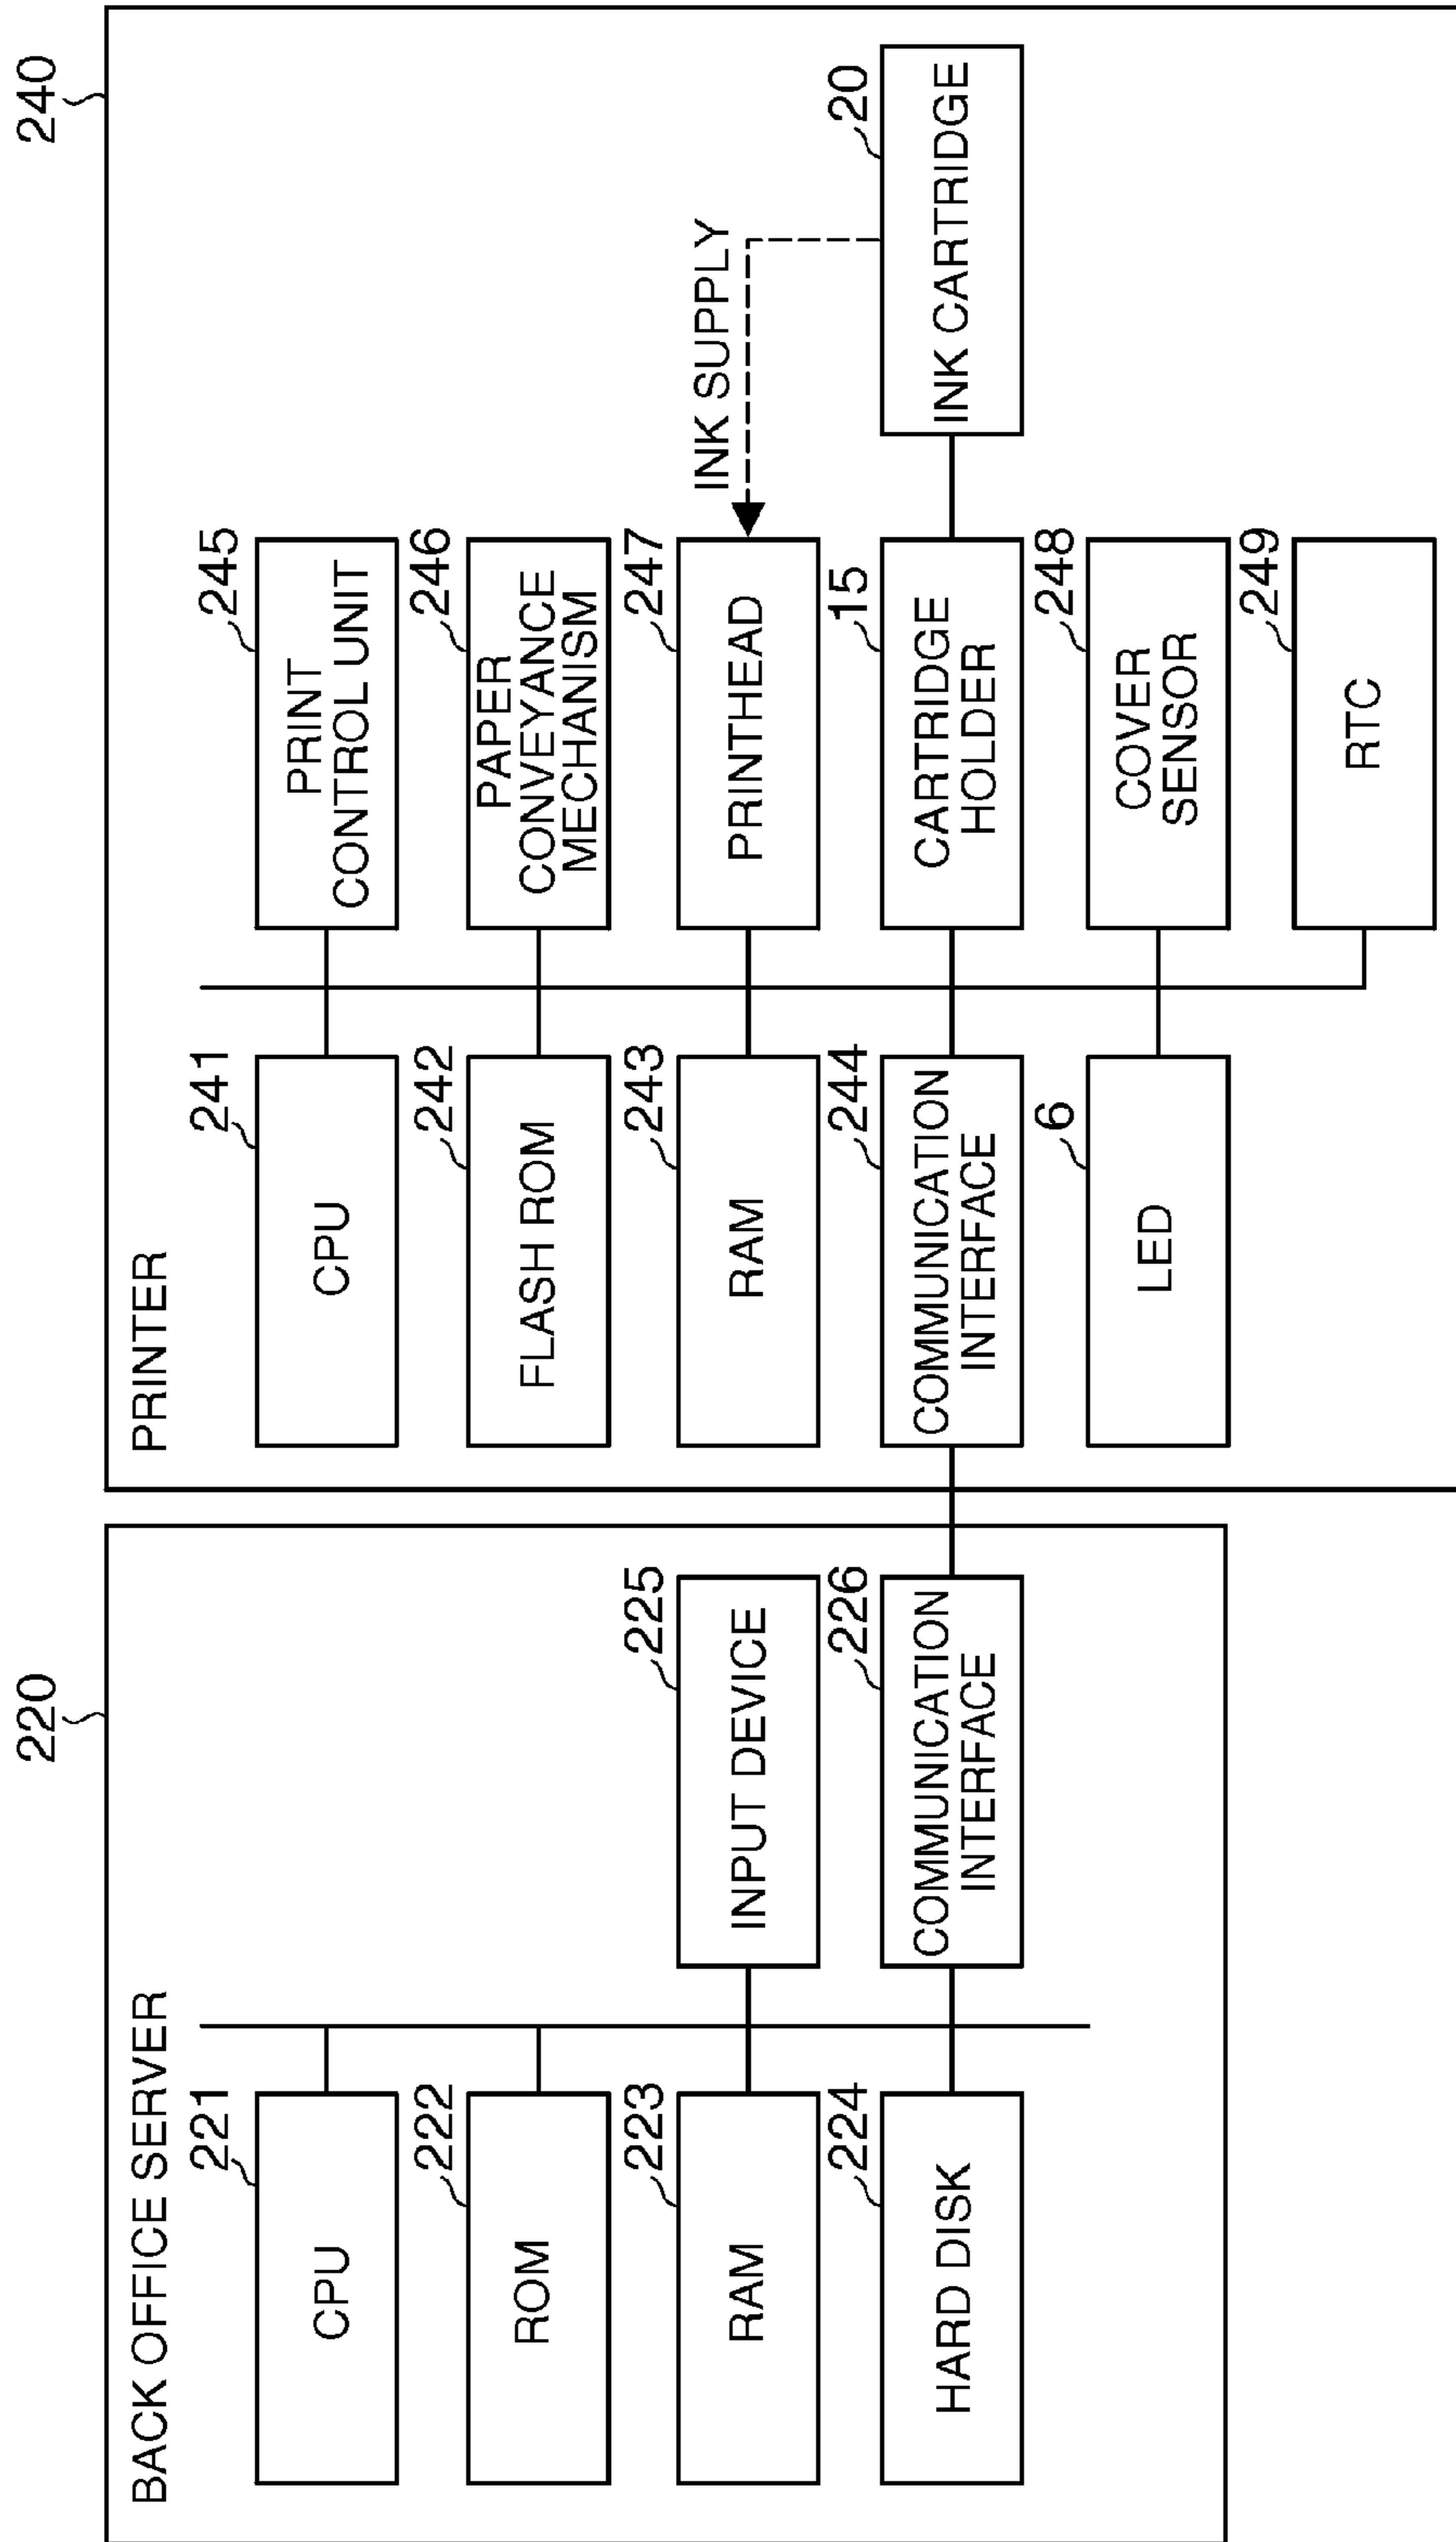 220
BACK OFFICE SERVER
221
CPU
222
ROM
223
RAM
225
INPUT DEVICE
224
HARD DISK
226
COMMUNICATION
INTERFACE
240
PRINTER
241
CPU
245
PRINT
CONTROL UNIT
242
FLASH ROM
246
PAPER
CONVEYANCE
MECHANISM
243
RAM
247
PRINTHEAD
INK SUPPLY
244
COMMUNICATION
INTERFACE
15
CARTRIDGE
HOLDER
20
INK CARTRIDGE
6
LED
248
COVER
SENSOR
249
RTC